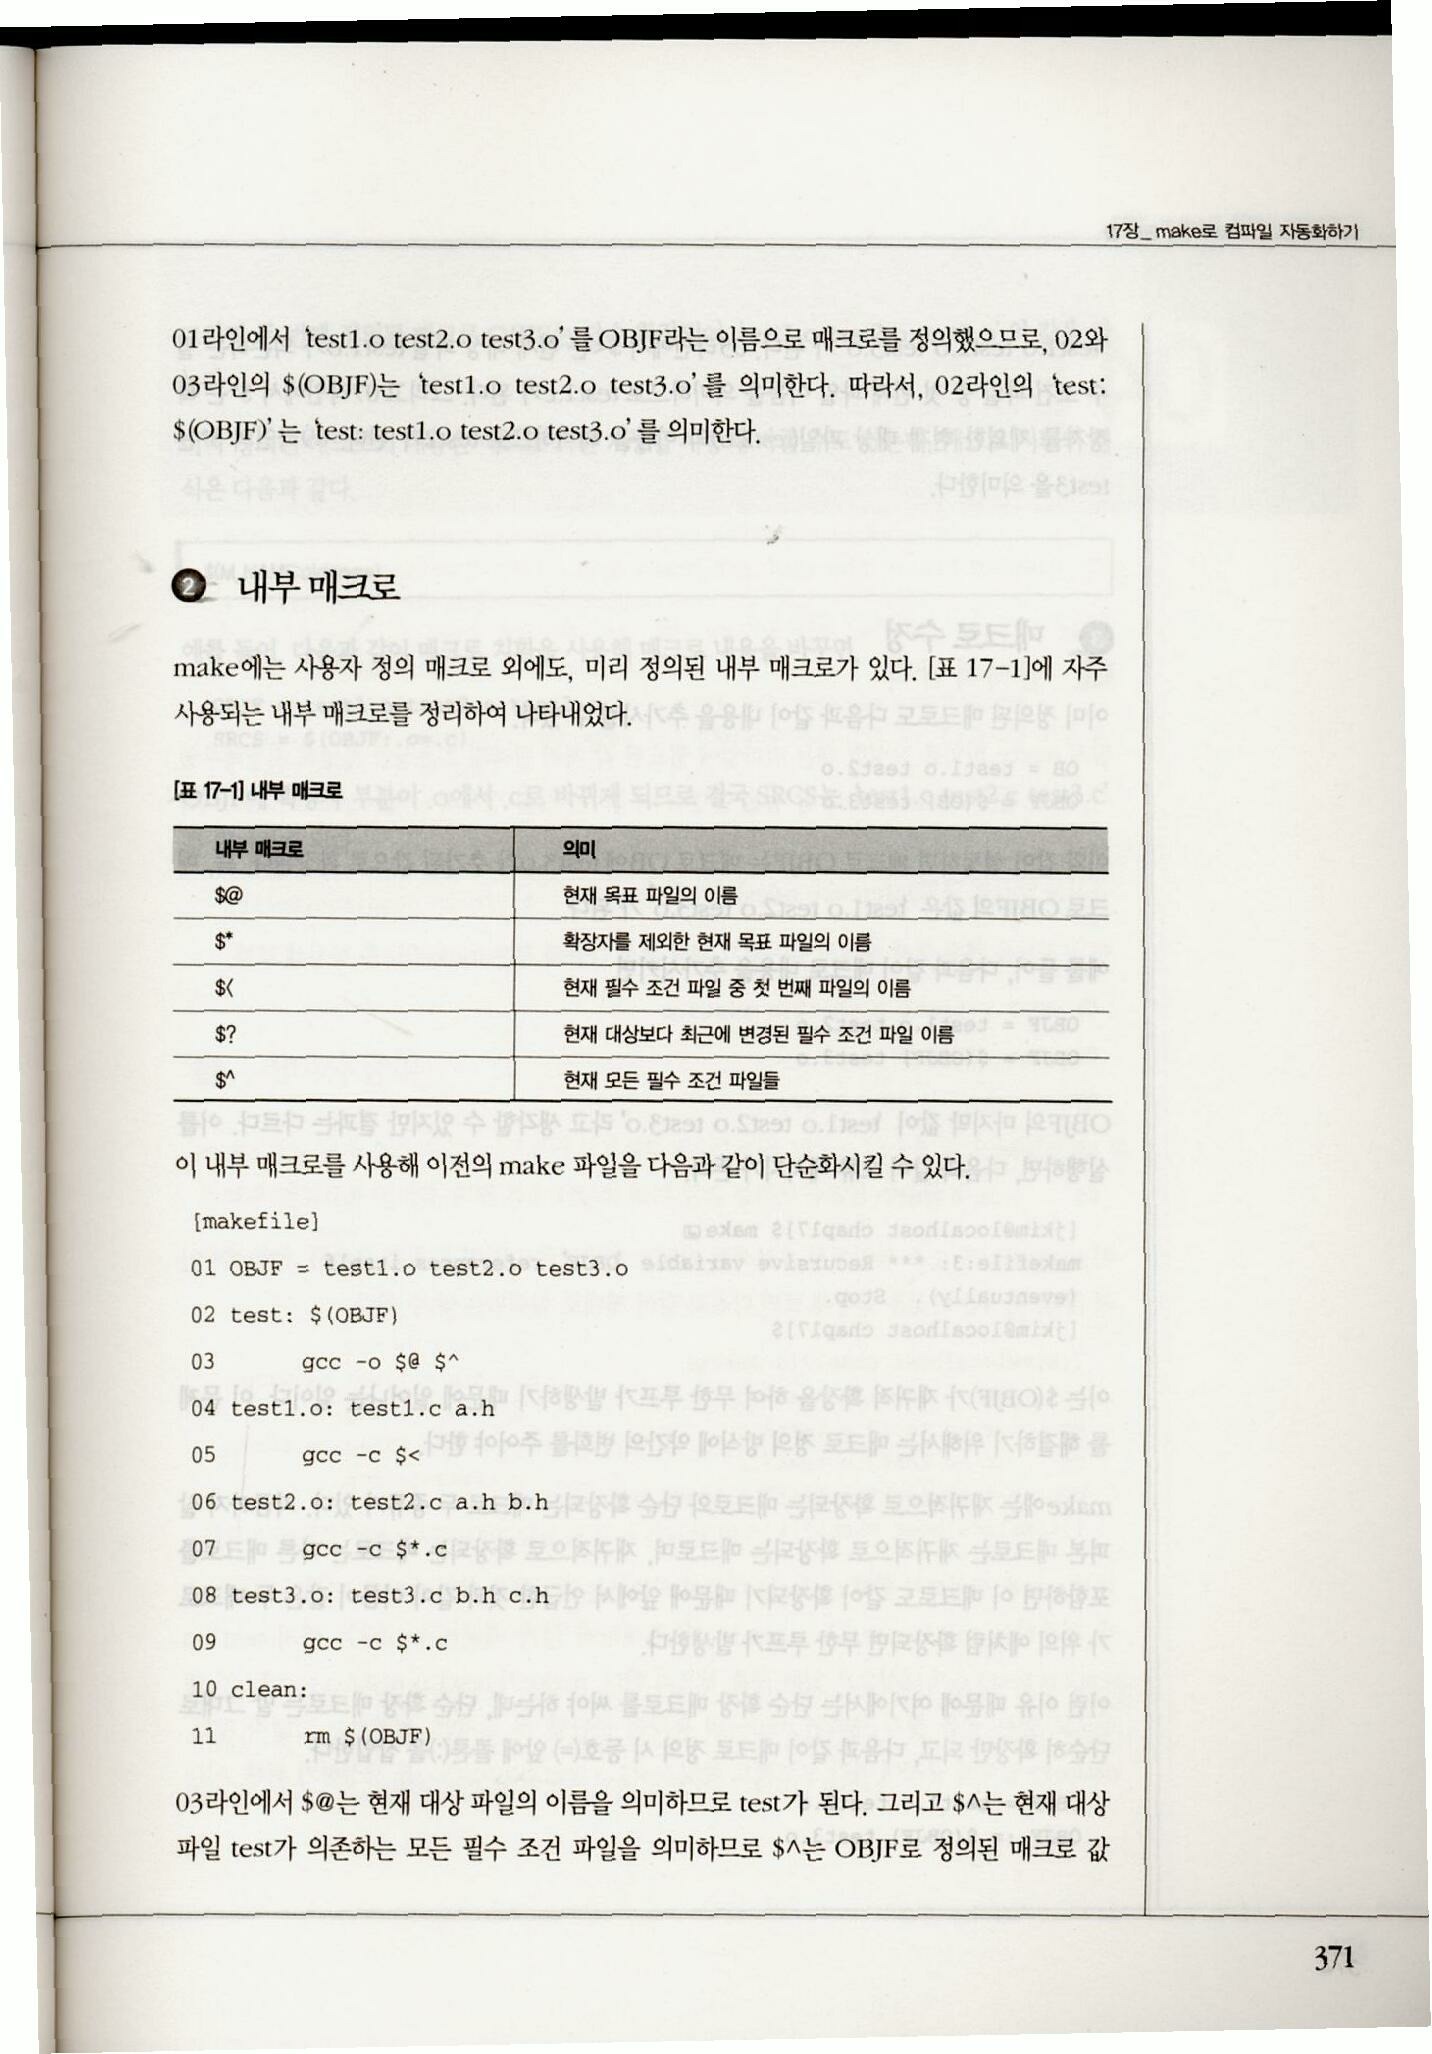 17장_ make로 컴파일 자동화하기
01라인에서 'test1.o test2.o test3.o'를 OBJF라는 이름으로 매크로를 정의했으므로, 02와
03라인의 $(OBJF)는 'test1.o test2.o test3.o'를 의미한다. 따라서, 02라인의 'test:
$(OBJF)'는 'test: test1.o test2.o test3.o'를 의미한다.
2 내부 매크로
make에는 사용자 정의 매크로 외에도, 미리 정의된 내부 매크로가 있다. [표 17-1]에 자주
사용되는 내부 매크로를 정리하여 나타내었다.
[표 17-1] 내부 매크로
내부 매크로 의미
$@ 현재 목표 파일의 이름
$* 확장자를 제외한 현재 목표 파일의 이름
$< 현재 필수 조건 파일 중 첫 번째 파일의 이름
$? 현재 대상보다 최근에 변경된 필수 조건 파일 이름
$^ 현재 모든 필수 조건 파일들
이 내부 매크로를 사용해 이전의 make 파일을 다음과 같이 단순화시킬 수 있다.
[makefile]
01 OBJF = test1.o test2.o test3.o
02 test: $(OBJF)
03 gcc -o $@ $^
04 test1.o: test1.c a.h
05 gcc -c $<
06 test2.o: test2.c a.h b.h
07 gcc -c $*.c
08 test3.o: test3.c b.h c.h
09 gcc -c $*.c
10 clean:
11 rm $(OBJF)
03라인에서 $@는 현재 대상 파일의 이름을 의미하므로 test가 된다. 그리고 $^는 현재 대상
파일 test가 의존하는 모든 필수 조건 파일을 의미하므로 $^는 OBJF로 정의된 매크로 값
371